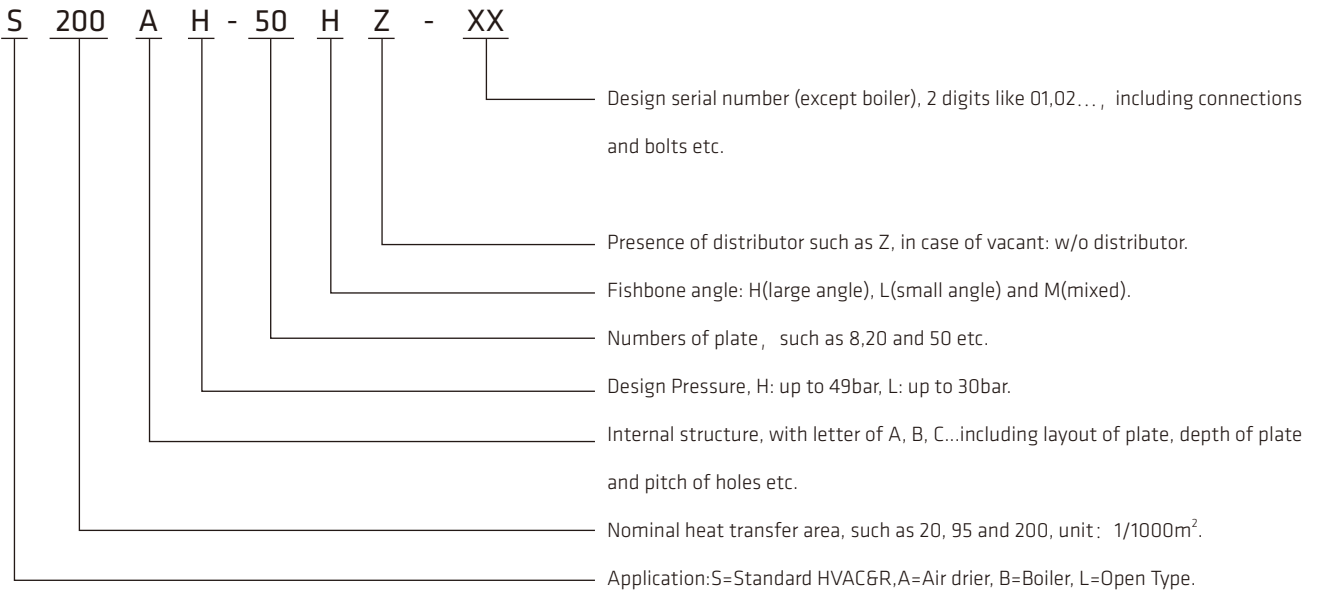 S 200 A H - 50 H Z - XX
Design serial number (except boiler), 2 digits like 01,02..., including connections
and bolts etc.
Presence of distributor such as Z, in case of vacant: w/o distributor.
Fishbone angle: H(large angle), L(small angle) and M(mixed).
Numbers of plate, such as 8,20 and 50 etc.
Design Pressure, H: up to 49bar, L: up to 30bar.
Internal structure, with letter of A, B, C...including layout of plate, depth of plate
and pitch of holes etc.
Nominal heat transfer area, such as 20, 95 and 200, unit: 1/1000m².
Application:S=Standard HVAC&R,A=Air drier, B=Boiler, L=Open Type.